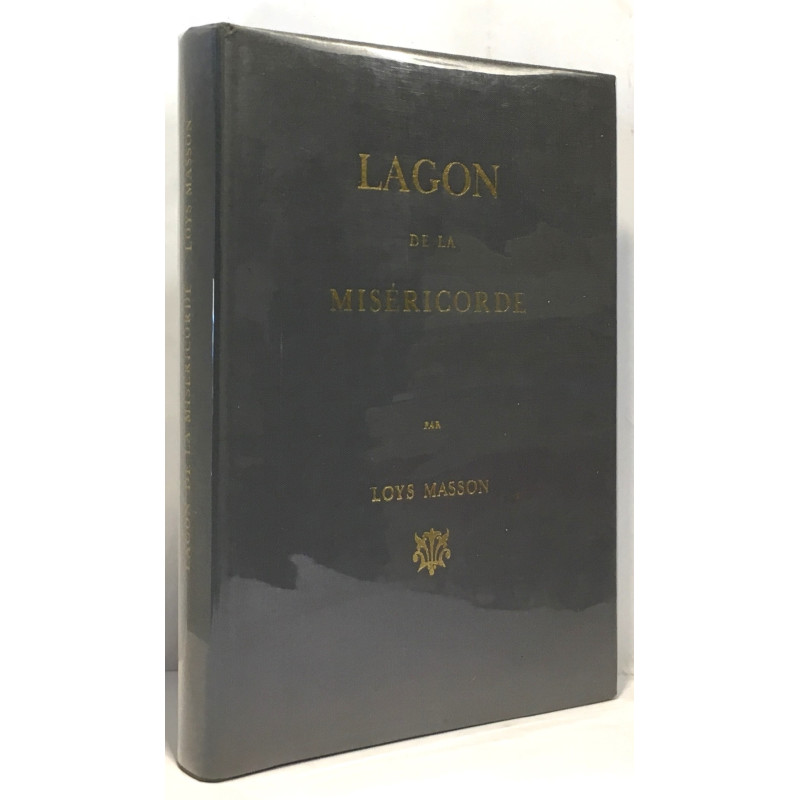 LAGON
DE LA
MISÉRICORDE
PAR
LOYS MASSON
LAGON DE LA MISÉRICORDE LOYS MASSON